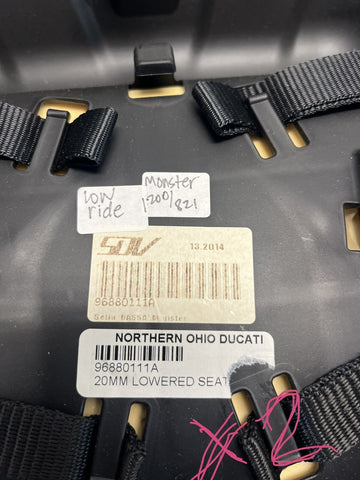 Monster
1200/821
low
ride
SDV
13.2014
96880111A
Sella BASSA Monster
NORTHERN OHIO DUCATI
96880111A
20MM LOWERED SEAT
#2